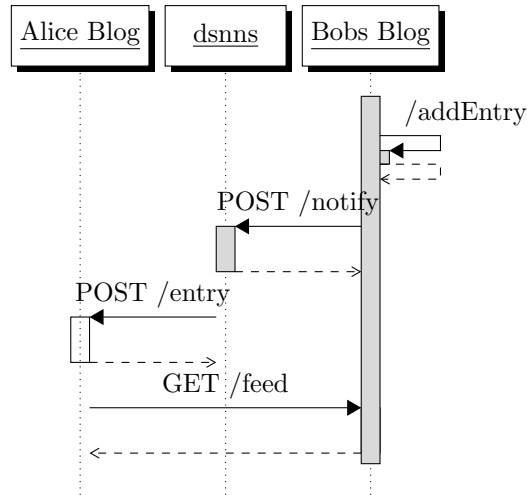 Alice Blog
dsnns
Bobs Blog
/addEntry
POST /notify
POST /entry
GET /feed